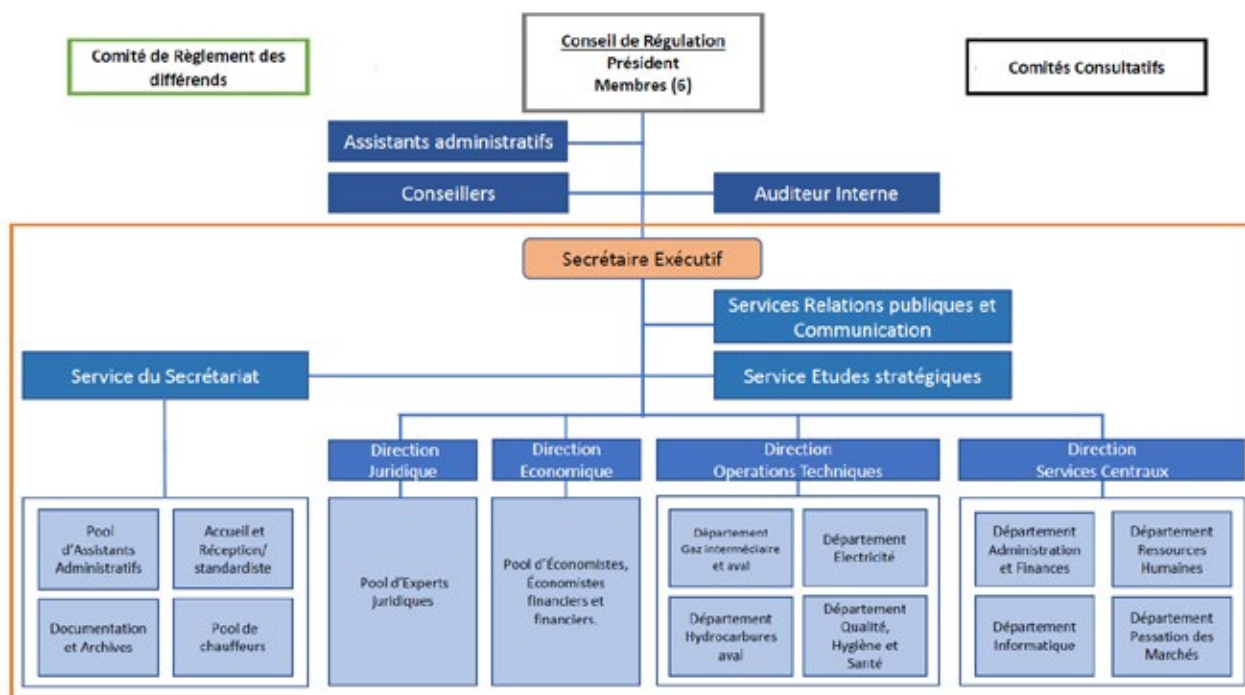 Comité de Règlement des
différends
Conseil de Régulation
Président
Membres (6)
Comités Consultatifs
Assistants administratifs
Conseillers
Auditeur Interne
Secrétaire Exécutif
Services Relations publiques et
Communication
Service du Secrétariat
Service Etudes stratégiques
Direction
Juridique
Direction
Economique
Direction
Operations Techniques
Direction
Services Centraux
Pool
d'Assistants
Administratifs
Accueil et
Réception/
standardiste
Documentation
et Archives
Pool de
chauffeurs
Pool d'Experts
Juridiques
Pool d'Économistes,
Économistes
financiers et
financiers.
Département
Gaz intermédiaire
et aval
Département
Electricité
Département
Hydrocarbures
aval
Département
Qualité,
Hygiène et
Santé
Département
Administration
et Finances
Département
Ressources
Humaines
Département
Informatique
Département
Passation des
Marchés